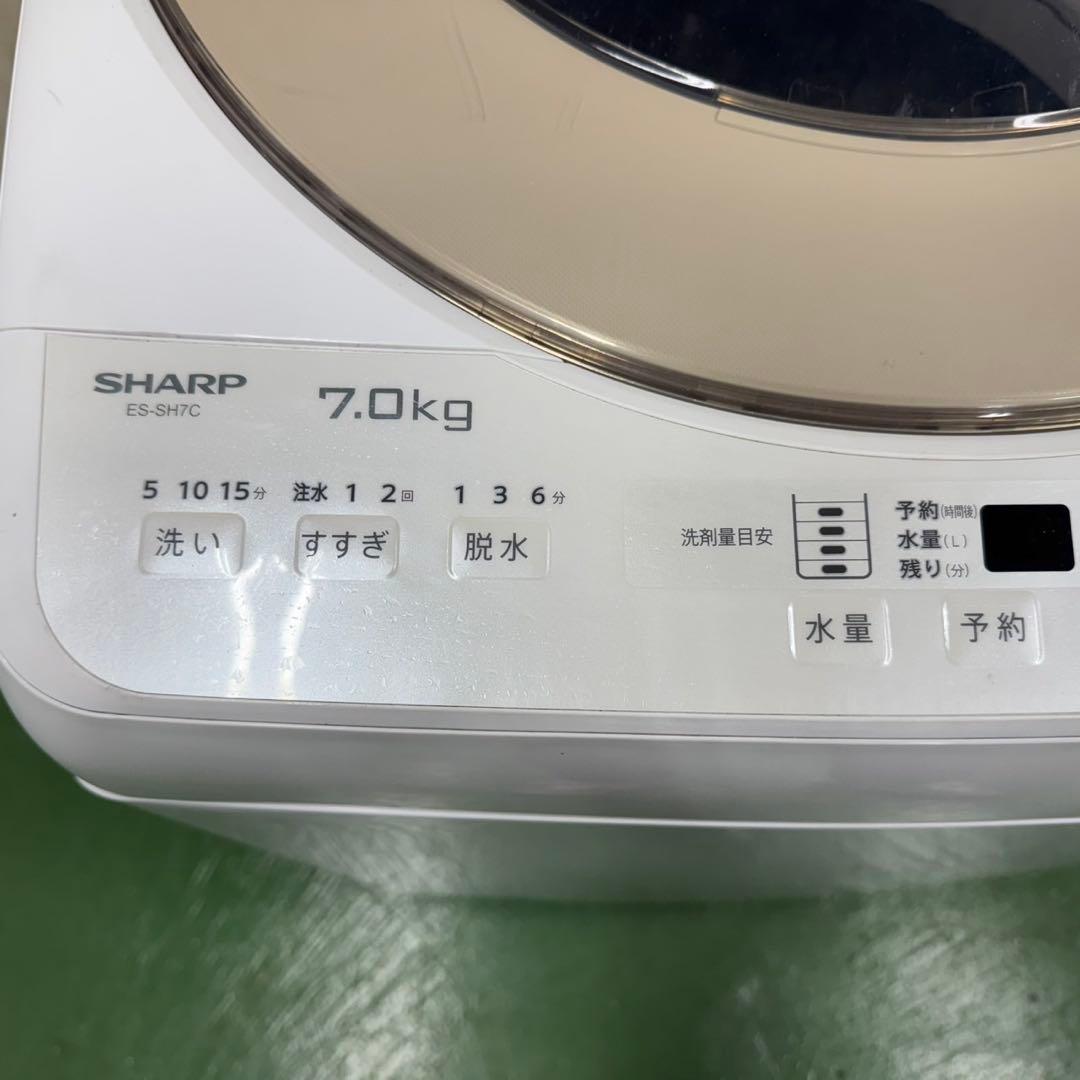 SHARP
ES-SH7C
7.0kg
5 10 15分
注水 1 2回
1 3 6分
洗い
すすぎ
脱水
洗剤量目安
予約(時間後)
水量(L)
残り(分)
水量
予約